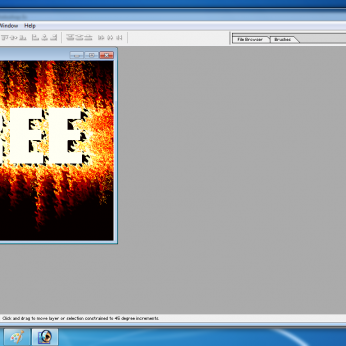 Window Help
File Browser Brushes
EE
Click and drag to move layer or selection constrained to 45 degree increments